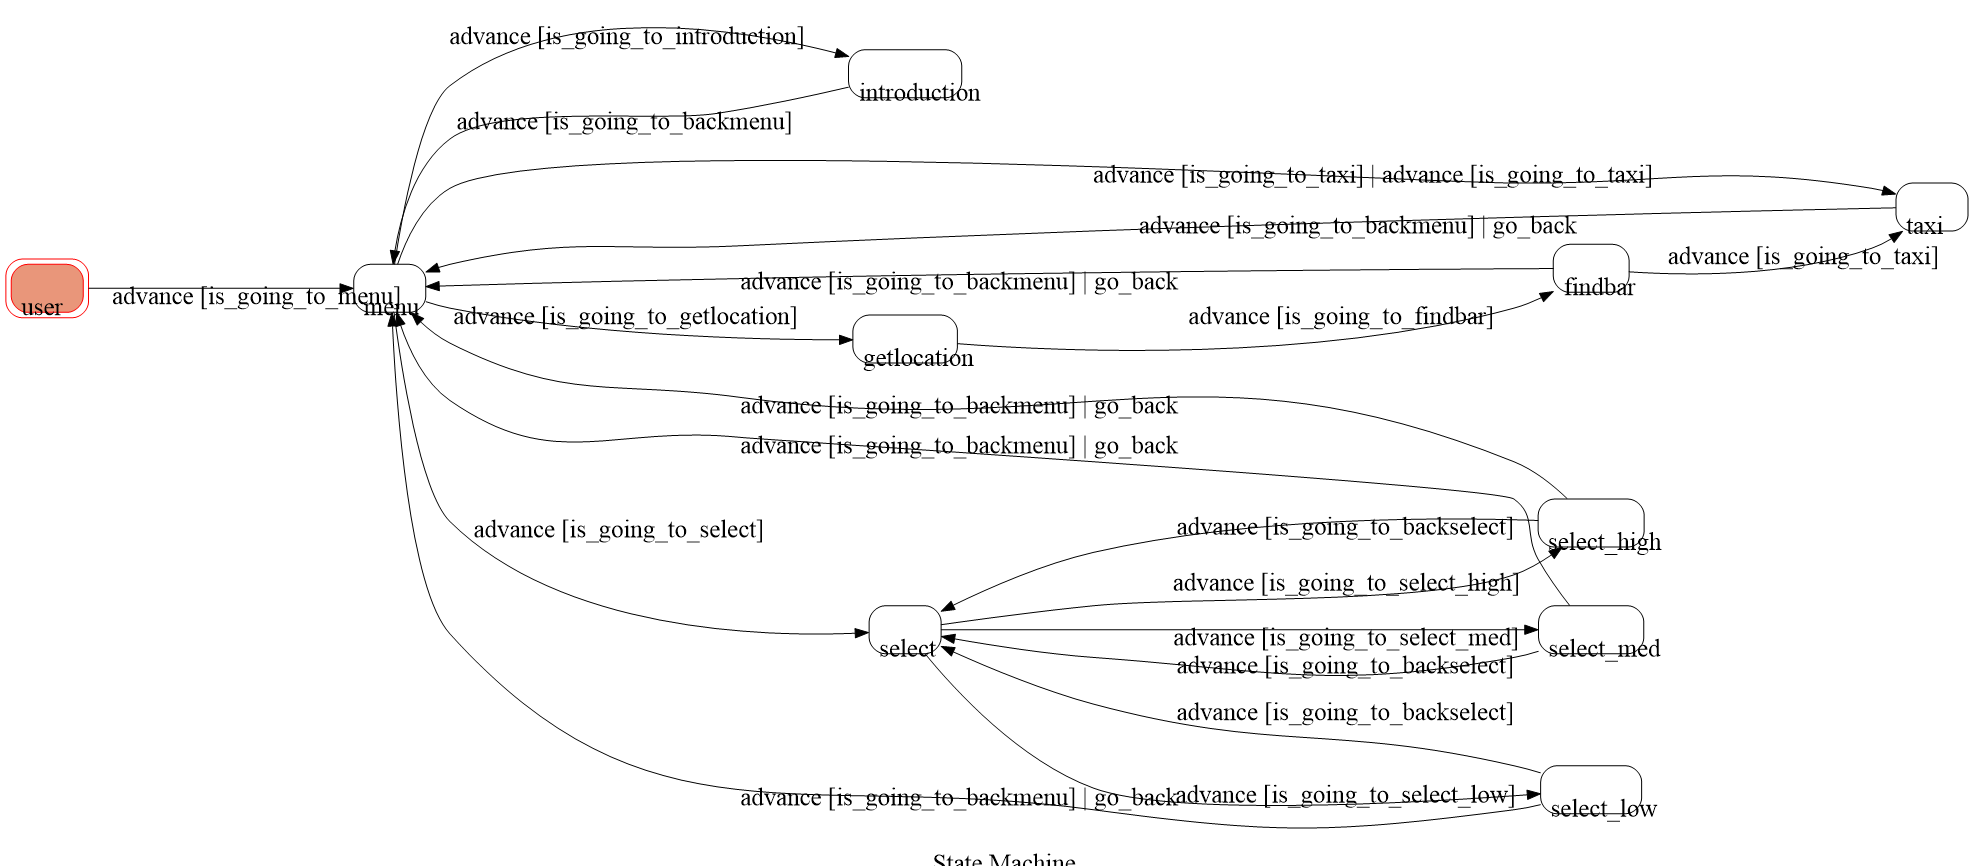 advance [is_going_to_introduction]
introduction
advance [is_going_to_backmenu]
advance [is_going_to_taxi] | advance [is_going_to_taxi]
taxi
advance [is_going_to_backmenu] | go_back
advance [is_going_to_taxi]
advance [is_going_to_backmenu] | go_back
findbar
user
advance [is_going_to_menu]
menu
advance [is_going_to_getlocation]
advance [is_going_to_findbar]
getlocation
advance [is_going_to_backmenu] | go_back
advance [is_going_to_backmenu] | go_back
advance [is_going_to_select]
advance [is_going_to_backselect]
select_high
advance [is_going_to_select_high]
select
advance [is_going_to_select_med]
select_med
advance [is_going_to_backselect]
advance [is_going_to_backselect]
advance [is_going_to_backmenu] | go_back
advance [is_going_to_select_low]
select_low
State Machine